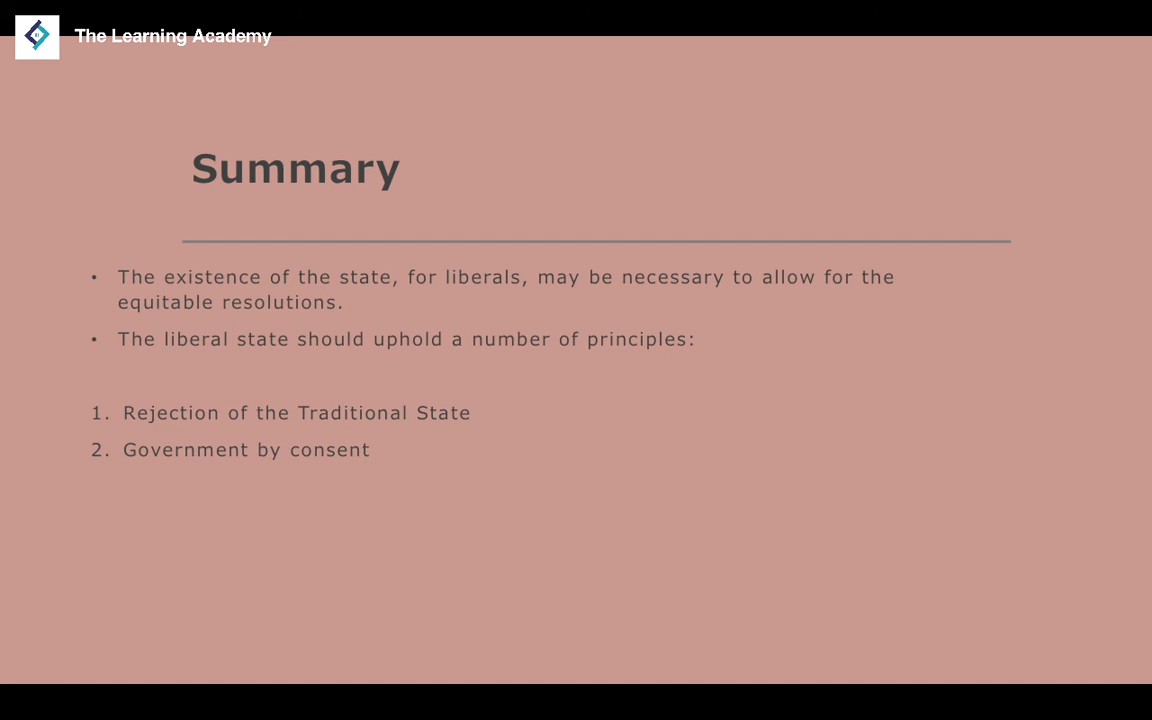 The Learning Academy
Summary
• The existence of the state, for liberals, may be necessary to allow for the
equitable resolutions.
• The liberal state should uphold a number of principles:
1. Rejection of the Traditional State
2. Government by consent